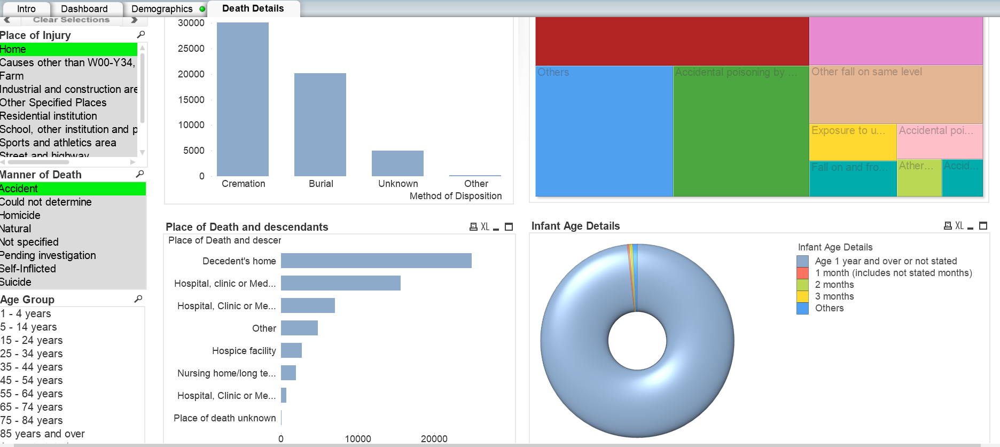 Intro
Dashboard
Demographics
Death Details
Clear Selections
Place of Injury
Home
Causes other than W00-Y34,
Farm
Industrial and construction are
Other Specified Places
Residential institution
School, other institution and p
Sports and athletics area
Street and highway
Manner of Death
Accident
Could not determine
Homicide
Natural
Not specified
Pending investigation
Self-Inflicted
Suicide
Age Group
1 - 4 years
5 - 14 years
15 - 24 years
25 - 34 years
35 - 44 years
45 - 54 years
55 - 64 years
65 - 74 years
75 - 84 years
85 years and over
30000
25000
20000
15000
10000
5000
0
Cremation
Burial
Unknown
Other
Method of Disposition
Others
Accidental poisoning by ...
Other fall on same level
Exposure to u...
Accidental poi...
Fall on and fro...
Ather...
Accid...
Place of Death and descendants
XL
Place of Death and descer
Decedent's home
Hospital, clinic or Med...
Hospital, Clinic or Me...
Other
Hospice facility
Nursing home/long te...
Hospital, Clinic or Me...
Place of death unknown
0
10000
20000
Infant Age Details
XL
Infant Age Details
Age 1 year and over or not stated
1 month (includes not stated months)
2 months
3 months
Others